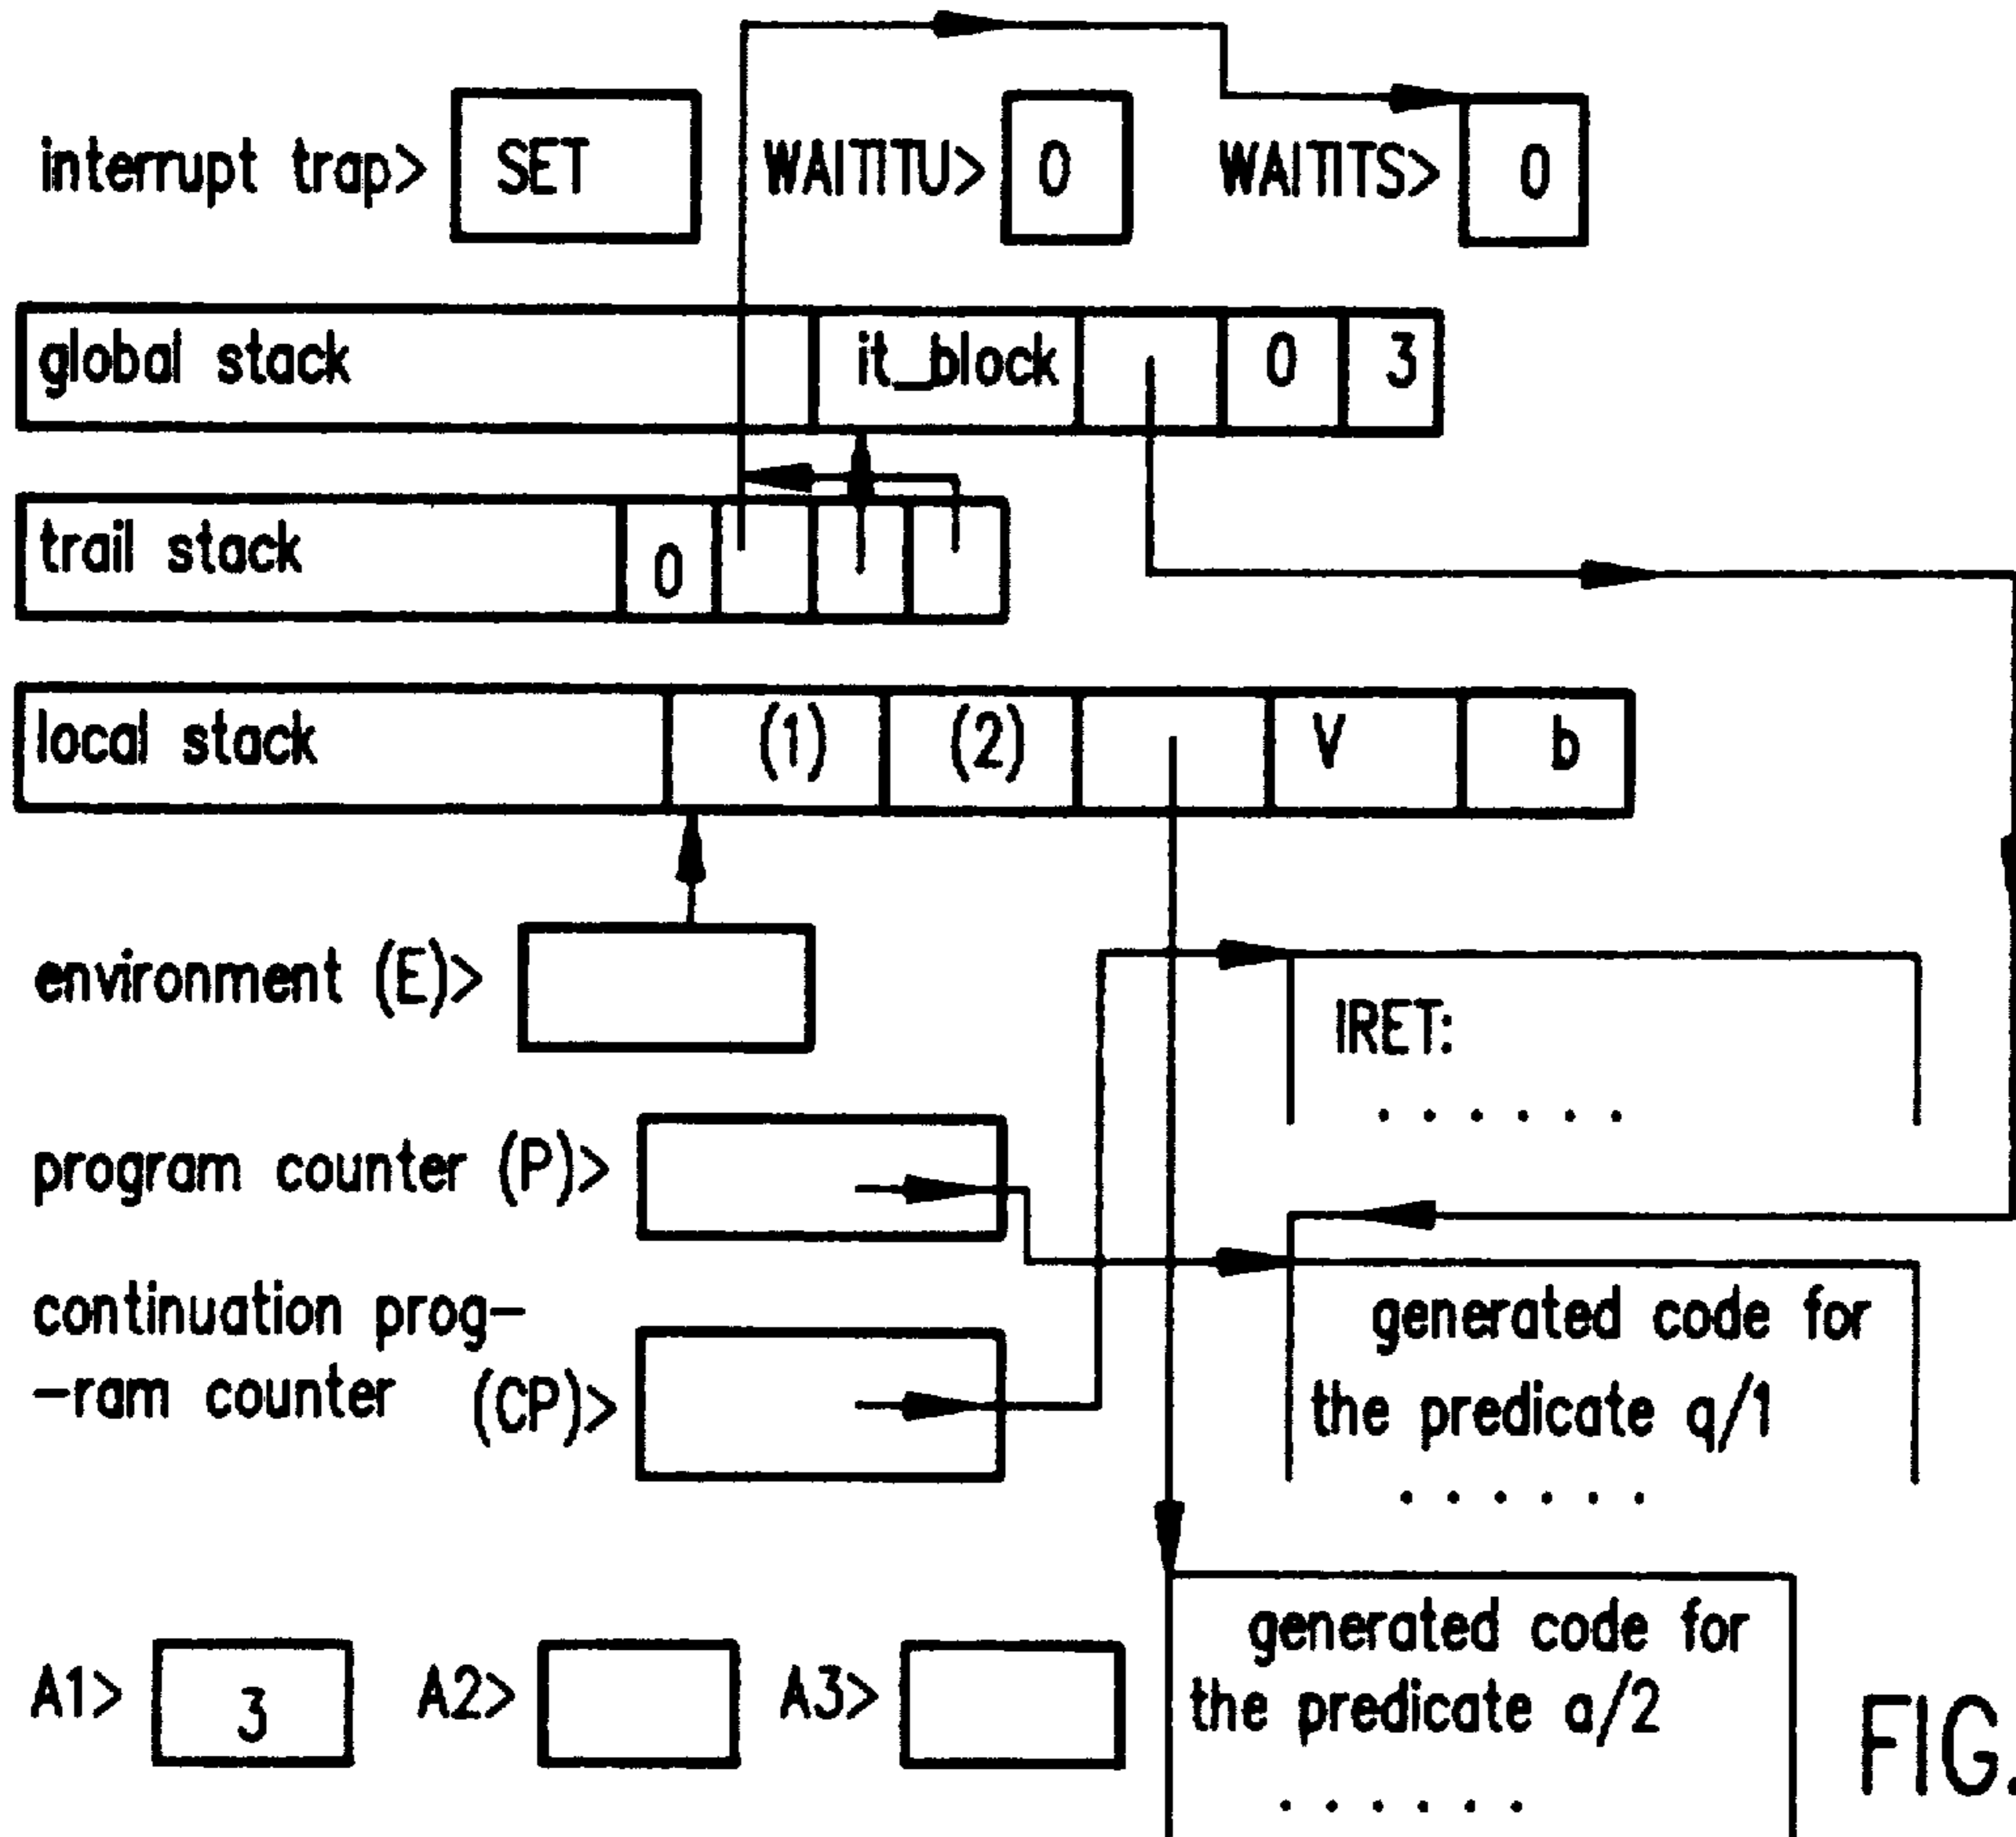 interrupt trap> SET WAITITU> 0 WAITITS> 0
global stack it_block 0 3
trail stack 0
local stack (1) (2) V b
environment (E)>
IRET:
. . . . . .
program counter (P)>
continuation prog-
-ram counter (CP)>
generated code for
the predicate q/1
. . . . . .
A1> 3 A2> A3>
generated code for
the predicate a/2
. . . . . .
FIG.